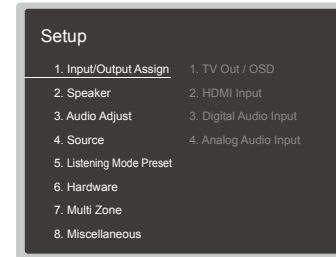 Setup
1. Input/Output Assign
2. Speaker
3. Audio Adjust
4. Source
5. Listening Mode Preset
6. Hardware
7. Multi Zone
8. Miscellaneous
1. TV Out / OSD
2. HDMI Input
3. Digital Audio Input
4. Analog Audio Input